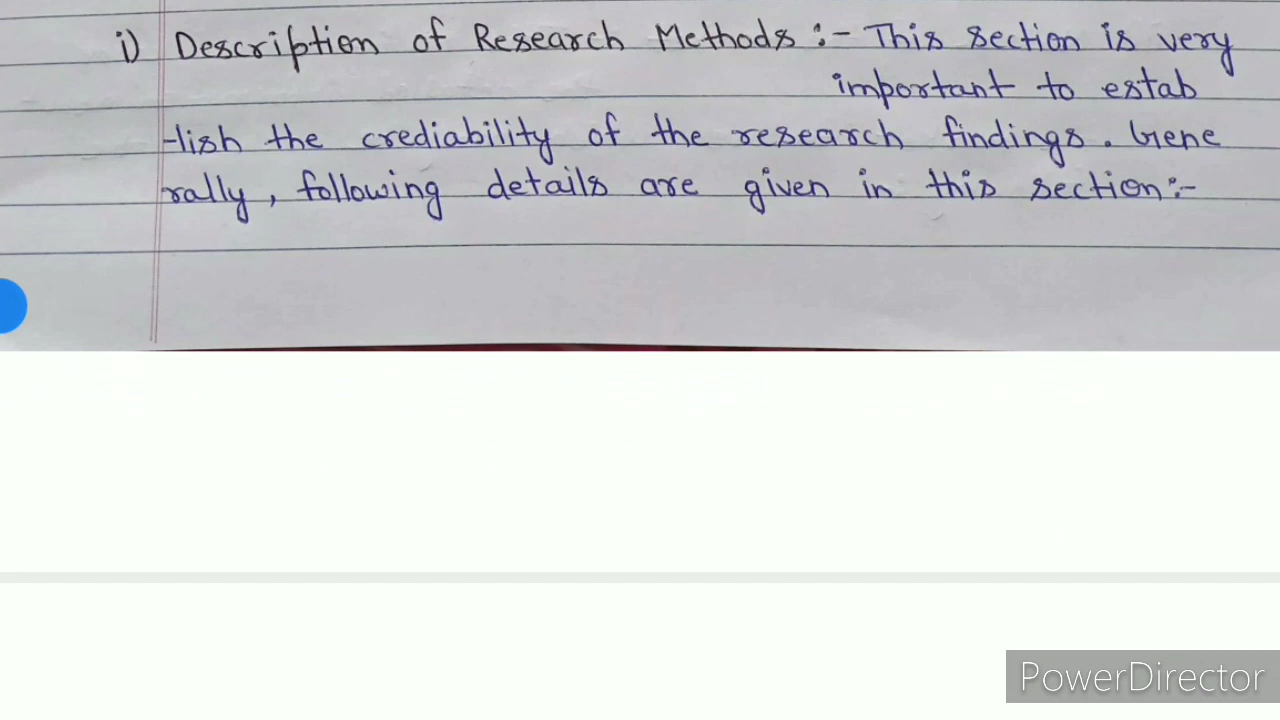 i) Description of Research Methods :- This section is very
important to estab
-lish the crediability of the research findings. Gene
rally, following details are given in this section:-
PowerDirector